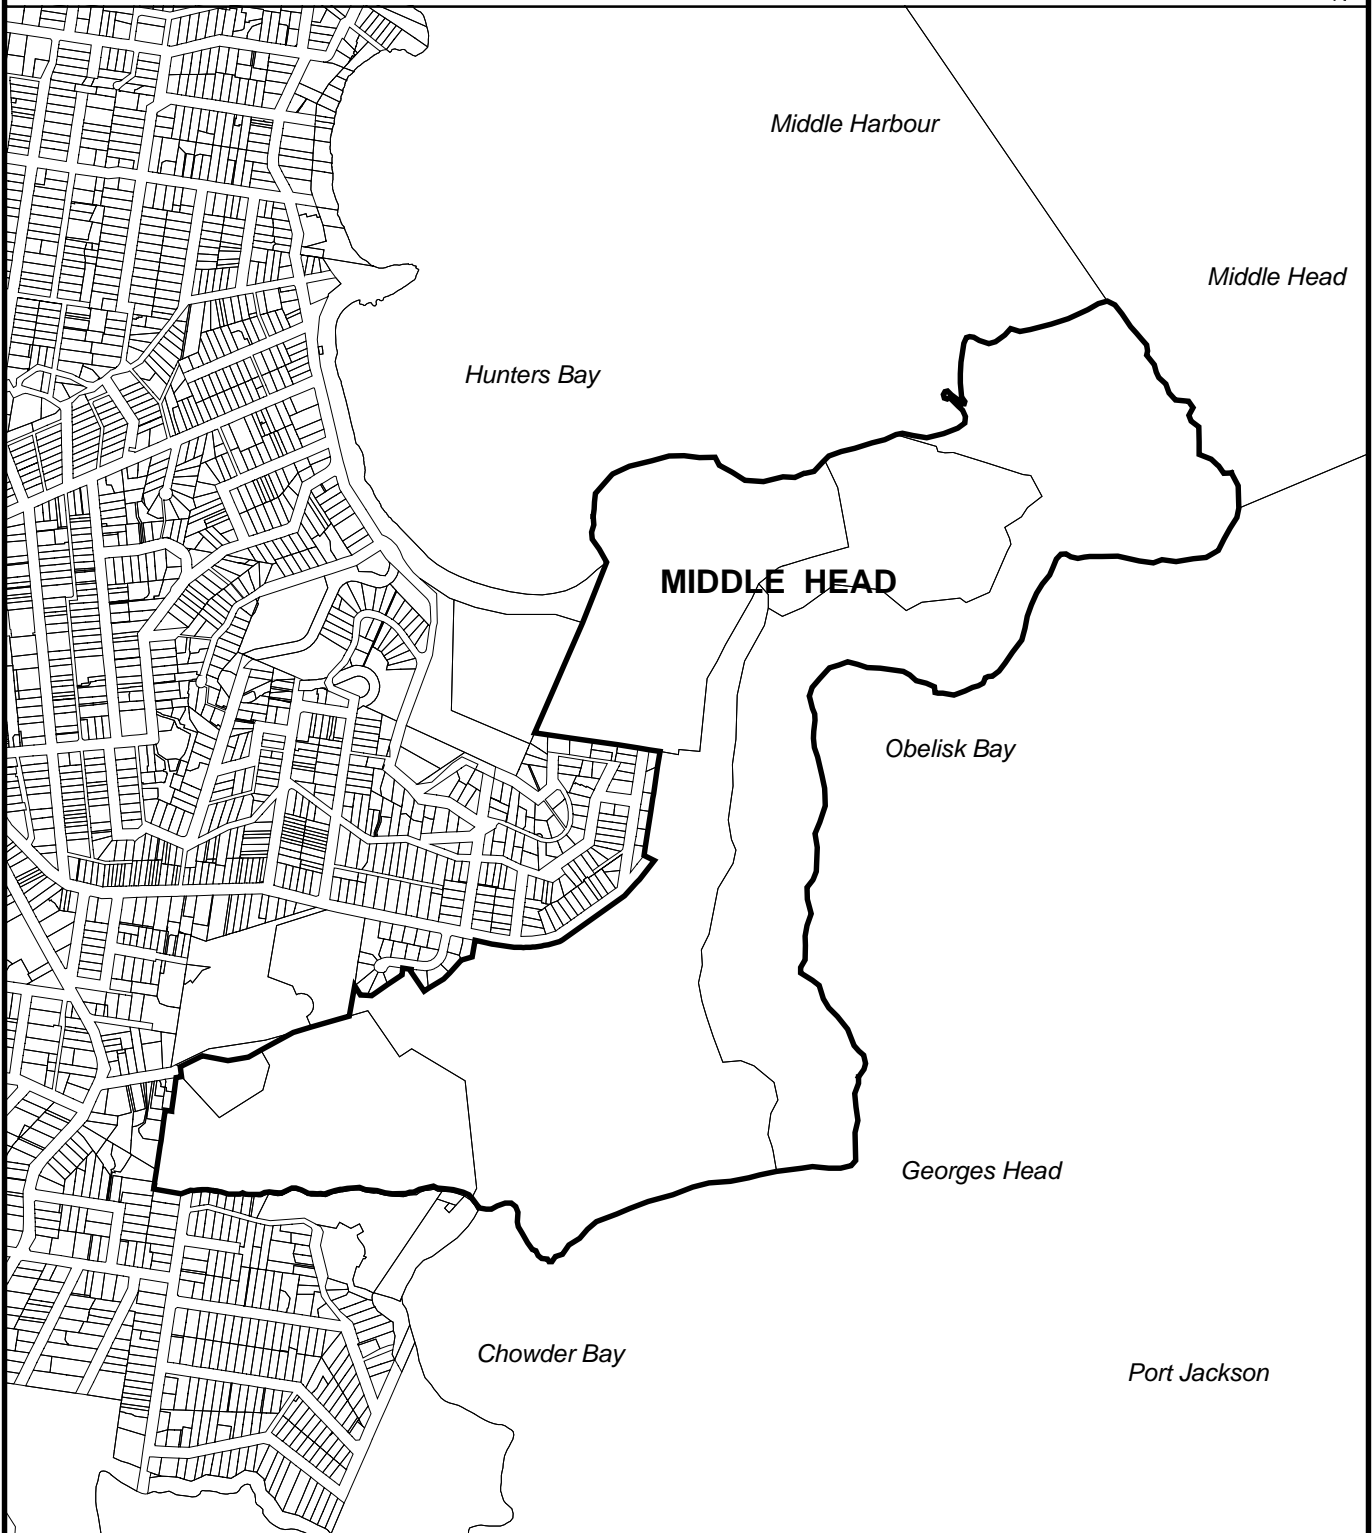 Middle Harbour
Middle Head
Hunters Bay
MIDDLE HEAD
Obelisk Bay
Georges Head
Chowder Bay
Port Jackson